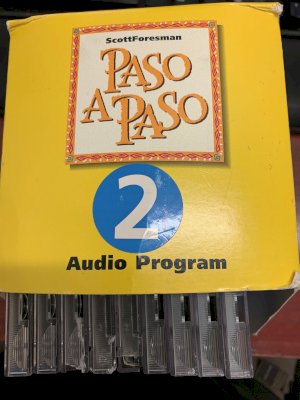 ScottForesman
PASO
A PASO
2
Audio Program